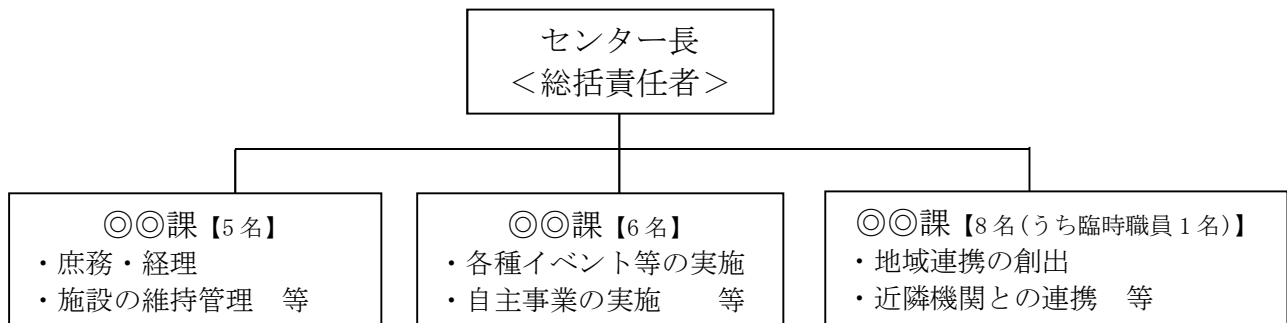 センター長
＜総括責任者＞
◎◎課【5名】
・庶務・経理
・施設の維持管理　等
◎◎課【6名】
・各種イベント等の実施
・自主事業の実施　　等
◎◎課【8名(うち臨時職員1名)】
・地域連携の創出
・近隣機関との連携　等